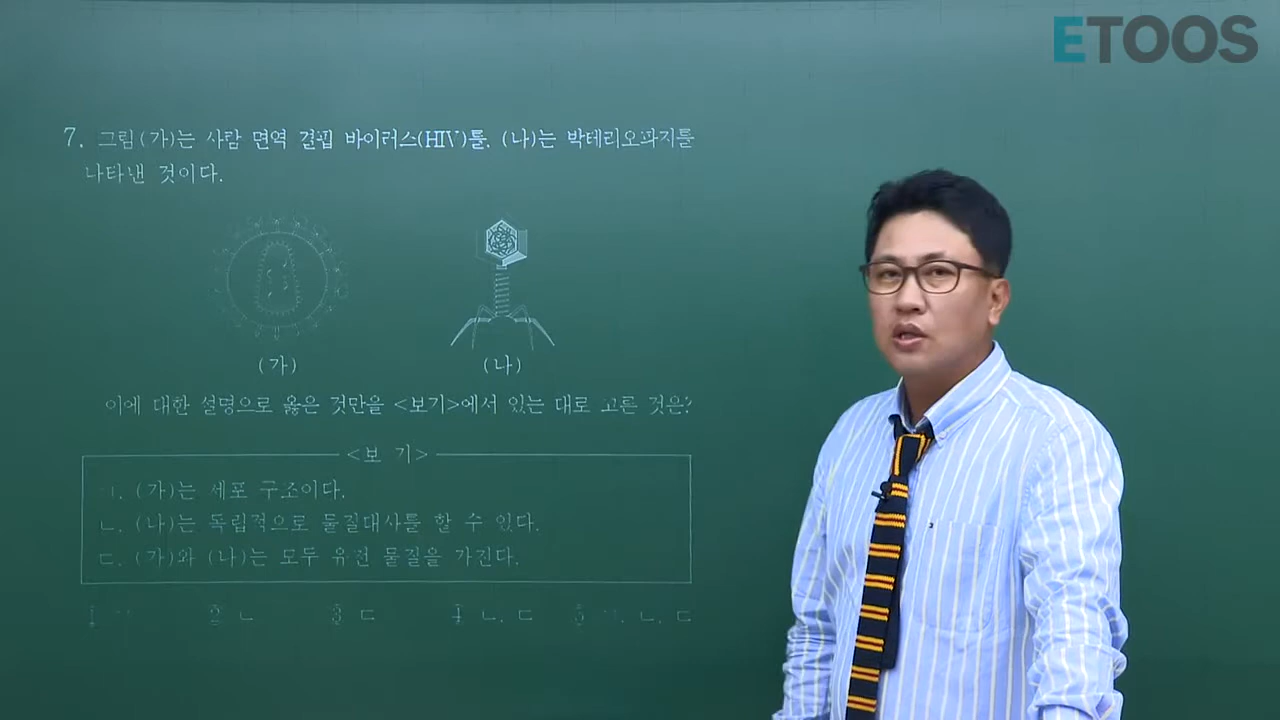 ETOOS
7. 그림 (가)는 사람 면역 결핍 바이러스(HIV)를, (나)는 박테리오파지를
나타낸 것이다.
(가) (나)
이에 대한 설명으로 옳은 것만을 <보기>에서 있는 대로 고른 것은?
<보 기>
ㄱ. (가)는 세포 구조이다.
ㄴ. (나)는 독립적으로 물질대사를 할 수 있다.
ㄷ. (가)와 (나)는 모두 유전 물질을 가진다.
① ㄱ ② ㄴ ③ ㄷ ④ ㄴ, ㄷ ⑤ ㄱ, ㄴ, ㄷ